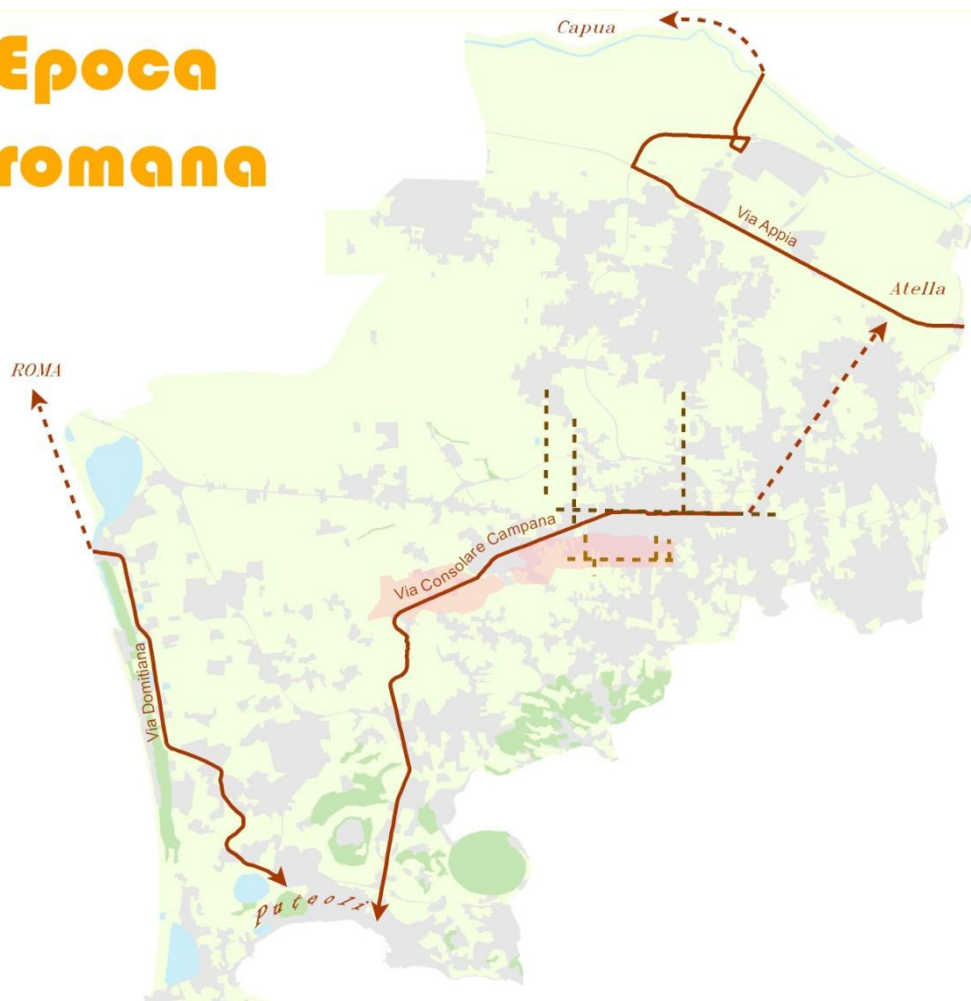 Epoca
romana
Capua
Via Appia
Atella
ROMA
Via Consolare Campana
Via Domitiana
Puteoli